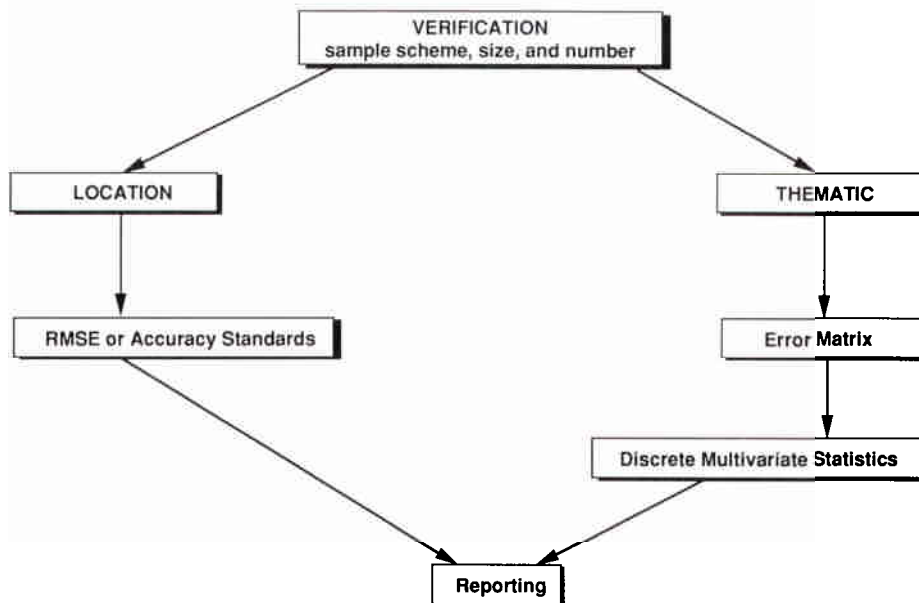 VERIFICATION
sample scheme, size, and number
LOCATION
THEMATIC
RMSE or Accuracy Standards
Error Matrix
Discrete Multivariate Statistics
Reporting